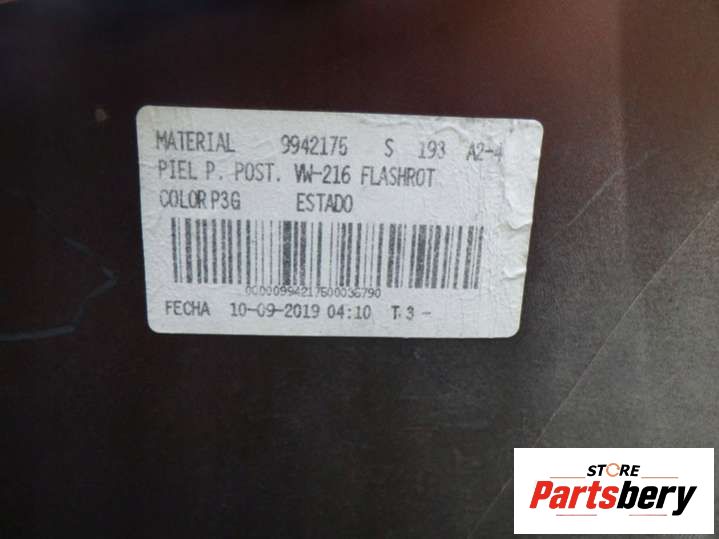 MATERIAL 9942175 S 193 A2-4
PIEL P. POST. VW-216 FLASHROT
COLOR P3G ESTADO
FECHA 10-09-2019 04:10 T.3-
STORE
Partsbery